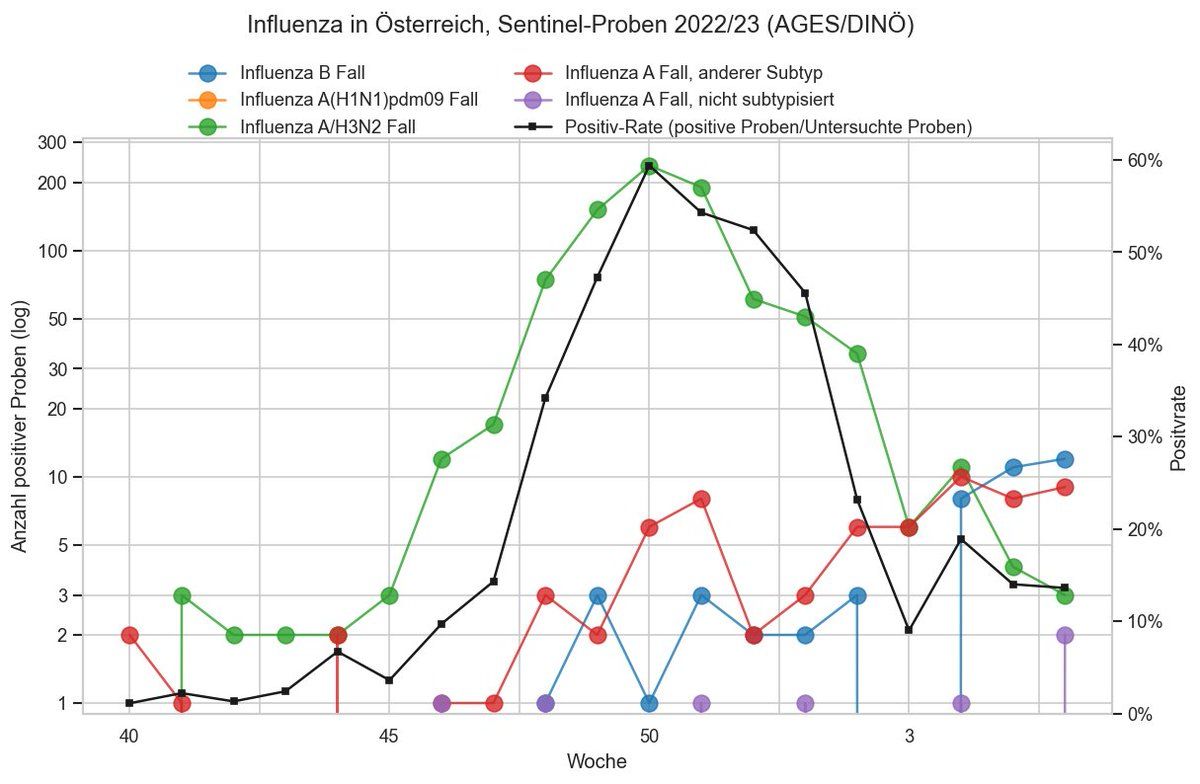 Influenza in Österreich, Sentinel-Proben 2022/23 (AGES/DINÖ)
Influenza B Fall
Influenza A(H1N1)pdm09 Fall
Influenza A/H3N2 Fall
Influenza A Fall, anderer Subtyp
Influenza A Fall, nicht subtypisiert
Positiv-Rate (positive Proben/Untersuchte Proben)
Anzahl positiver Proben (log)
300
200
100
50
30
20
10
5
3
2
1
60%
50%
40%
30%
20%
10%
0%
Positvrate
40
45
50
3
Woche